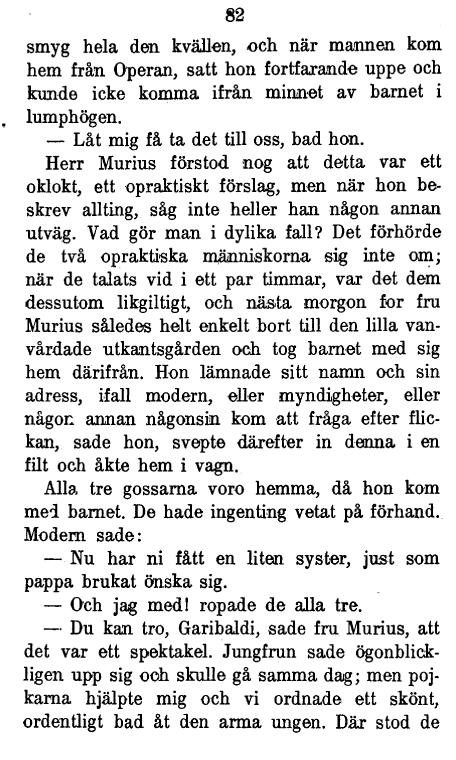 82
smyg hela den kvällen, och när mannen kom
hem från Operan, satt hon fortfarande uppe och
kunde icke komma ifrån minnet av barnet i
lumphögen.
— Låt mig få ta det till oss, bad hon.
Herr Murius förstod nog att detta var ett
oklokt, ett opraktiskt förslag, men när hon be-
skrev allting, såg inte heller han någon annan
utväg. Vad gör man i dylika fall? Det förhörde
de två opraktiska människorna sig inte om;
när de talats vid i ett par timmar, var det dem
dessutom likgiltigt, och nästa morgon for fru
Murius således helt enkelt bort till den lilla van-
vårdade utkantsgården och tog barnet med sig
hem därifrån. Hon lämnade sitt namn och sin
adress, ifall modern, eller myndigheter, eller
någon annan någonsin kom att fråga efter flic-
kan, sade hon, svepte därefter in denna i en
filt och åkte hem i vagn.
Alla tre gossarna voro hemma, då hon kom
med barnet. De hade ingenting vetat på förhand.
Modern sade:
— Nu har ni fått en liten syster, just som
pappa brukat önska sig.
— Och jag med! ropade de alla tre.
— Du kan tro, Garibaldi, sade fru Murius, att
det var ett spektakel. Jungfrun sade ögonblick-
ligen upp sig och skulle gå samma dag; men poj-
karna hjälpte mig och vi ordnade ett skönt,
ordentligt bad åt den arma ungen. Där stod de